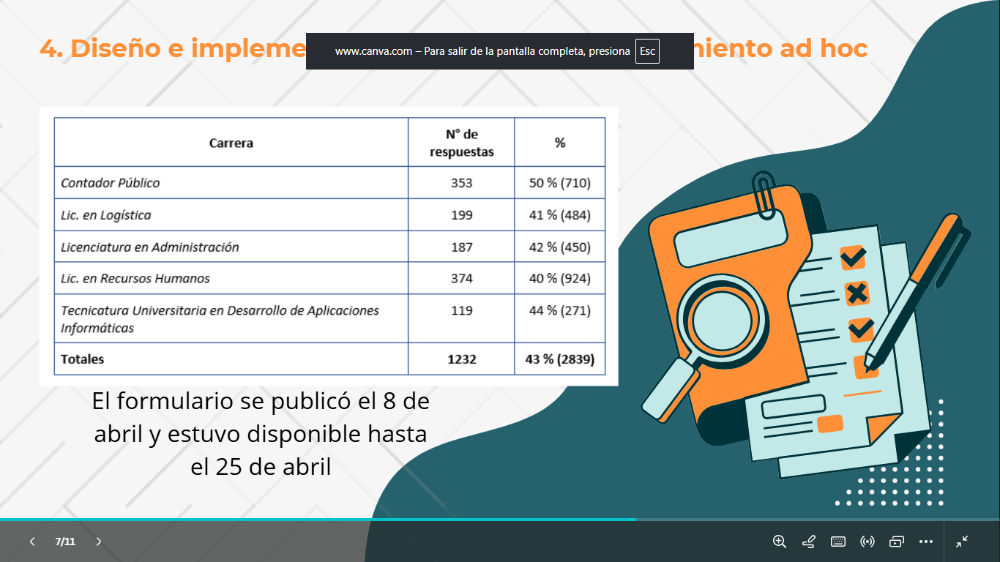 4. Diseño e impleme
www.canva.com – Para salir de la pantalla completa, presiona Esc
miento ad hoc
Carrera N° de respuestas %
Contador Público 353 50 % (710)
Lic. en Logística 199 41 % (484)
Licenciatura en Administración 187 42 % (450)
Lic. en Recursos Humanos 374 40 % (924)
Tecnicatura Universitaria en Desarrollo de Aplicaciones 119 44 % (271)
Informáticas
Totales 1232 43 % (2839)
El formulario se publicó el 8 de
abril y estuvo disponible hasta
el 25 de abril
7/11